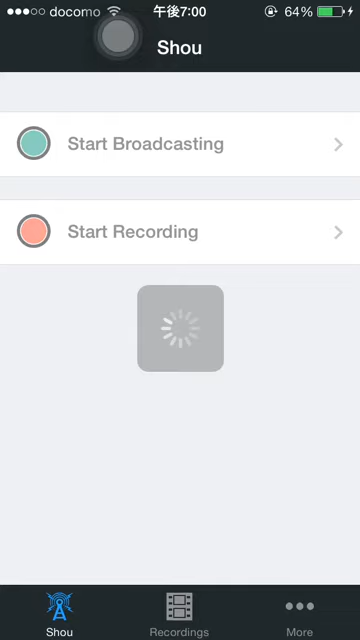 docomo 午後7:00 64%
Shou
Start Broadcasting
Start Recording
Shou Recordings More